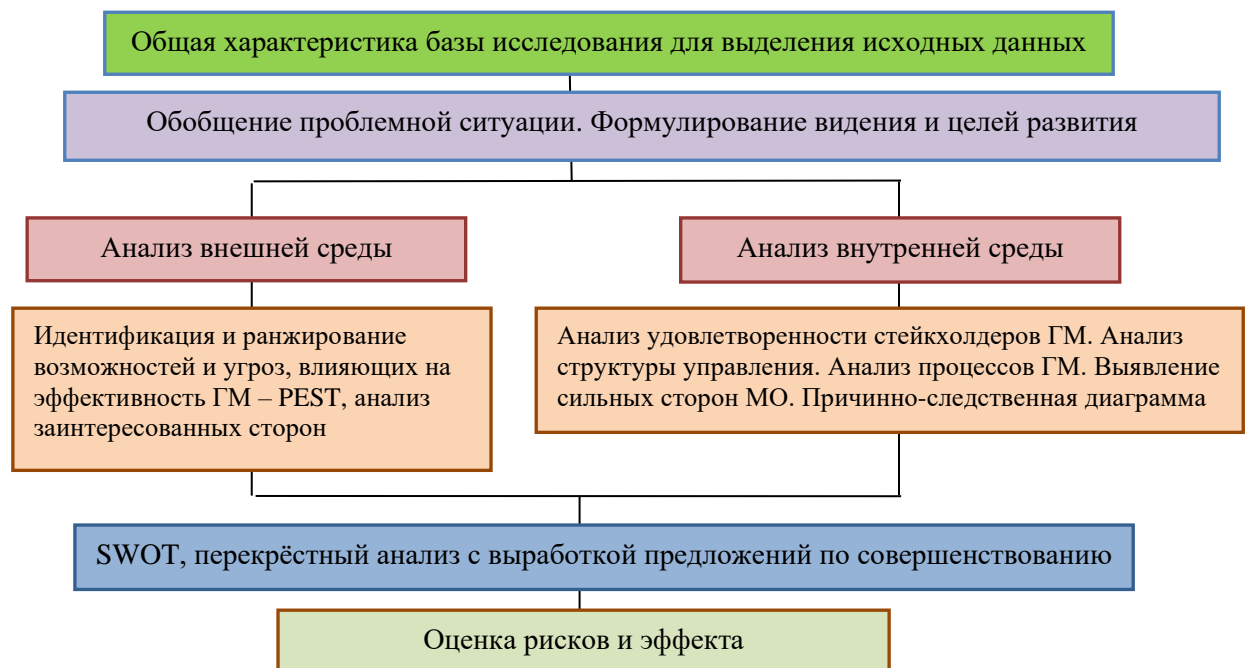 Общая характеристика базы исследования для выделения исходных данных
Обобщение проблемной ситуации. Формулирование видения и целей развития
Анализ внешней среды
Анализ внутренней среды
Идентификация и ранжирование
возможностей и угроз, влияющих на
эффективность ГМ – PEST, анализ
заинтересованных сторон
Анализ удовлетворенности стейкхолдеров ГМ. Анализ
структуры управления. Анализ процессов ГМ. Выявление
сильных сторон МО. Причинно-следственная диаграмма
SWOT, перекрёстный анализ с выработкой предложений по совершенствованию
Оценка рисков и эффекта